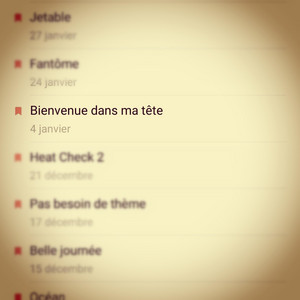 Jetable
27 janvier
Fantôme
24 janvier
Bienvenue dans ma tête
4 janvier
Heat Check 2
21 décembre
Pas besoin de thème
17 décembre
Belle journée
15 décembre
Océan